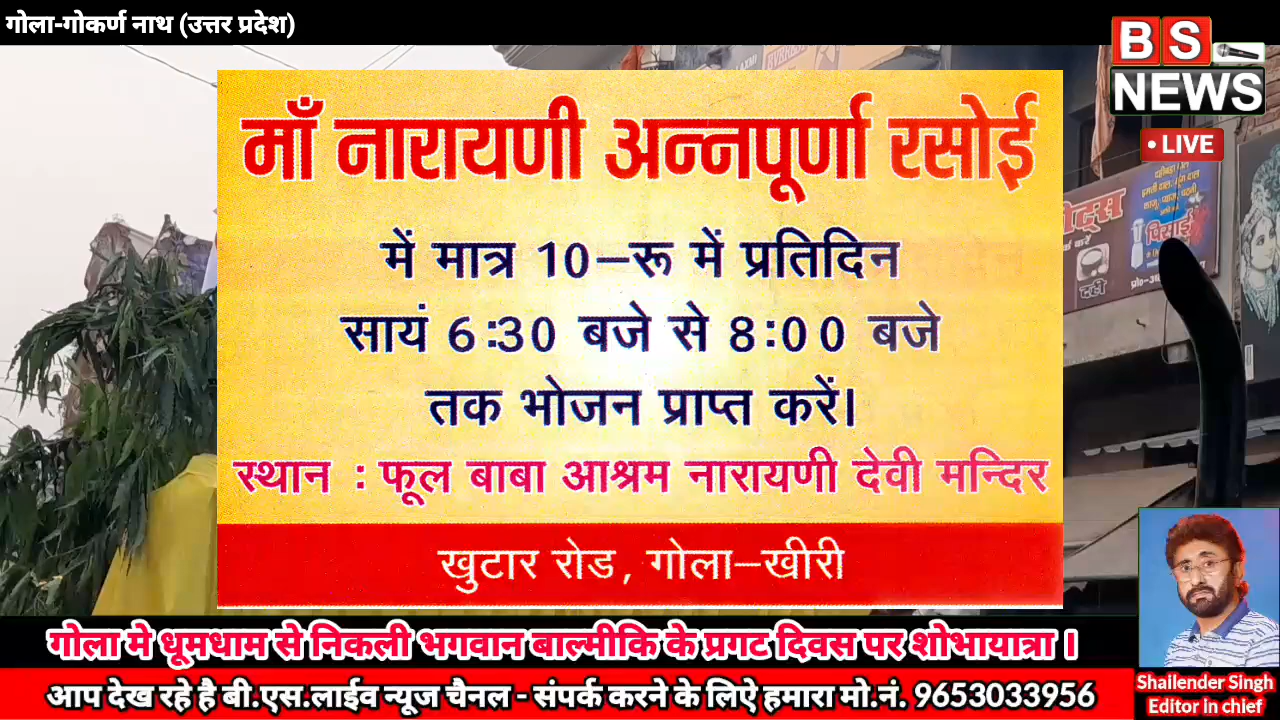 गोला-गोकर्ण नाथ (उत्तर प्रदेश)
BS
NEWS
• LIVE
माँ नारायणी अन्नपूर्णा रसोई
में मात्र 10–रू में प्रतिदिन
सायं 6:30 बजे से 8:00 बजे
तक भोजन प्राप्त करें।
स्थान : फूल बाबा आश्रम नारायणी देवी मन्दिर
खुटार रोड, गोला–खीरी
पिसाई
गोला मे धूमधाम से निकली भगवान बाल्मीकि के प्रगट दिवस पर शोभायात्रा ।
आप देख रहे है बी.एस.लाईव न्यूज चैनल - संपर्क करने के लिऐ हमारा मो.नं. 9653033956
Shailender Singh
Editor in chief